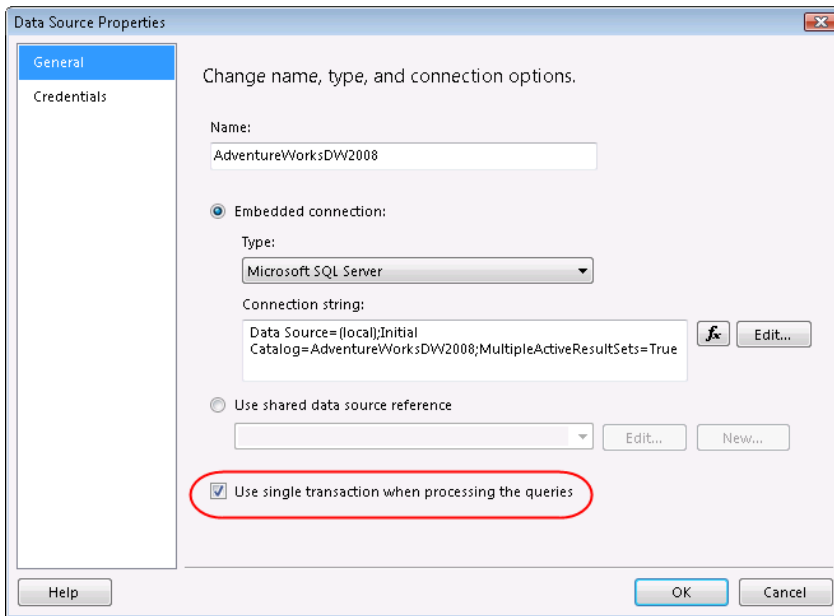 Data Source Properties
General
Credentials
Change name, type, and connection options.
Name:
AdventureWorksDW2008
Embedded connection:
Type:
Microsoft SQL Server
Connection string:
Data Source=(local);Initial
Catalog=AdventureWorksDW2008;MultipleActiveResultSets=True
fx
Edit...
Use shared data source reference
Edit...
New...
Use single transaction when processing the queries
Help
OK
Cancel